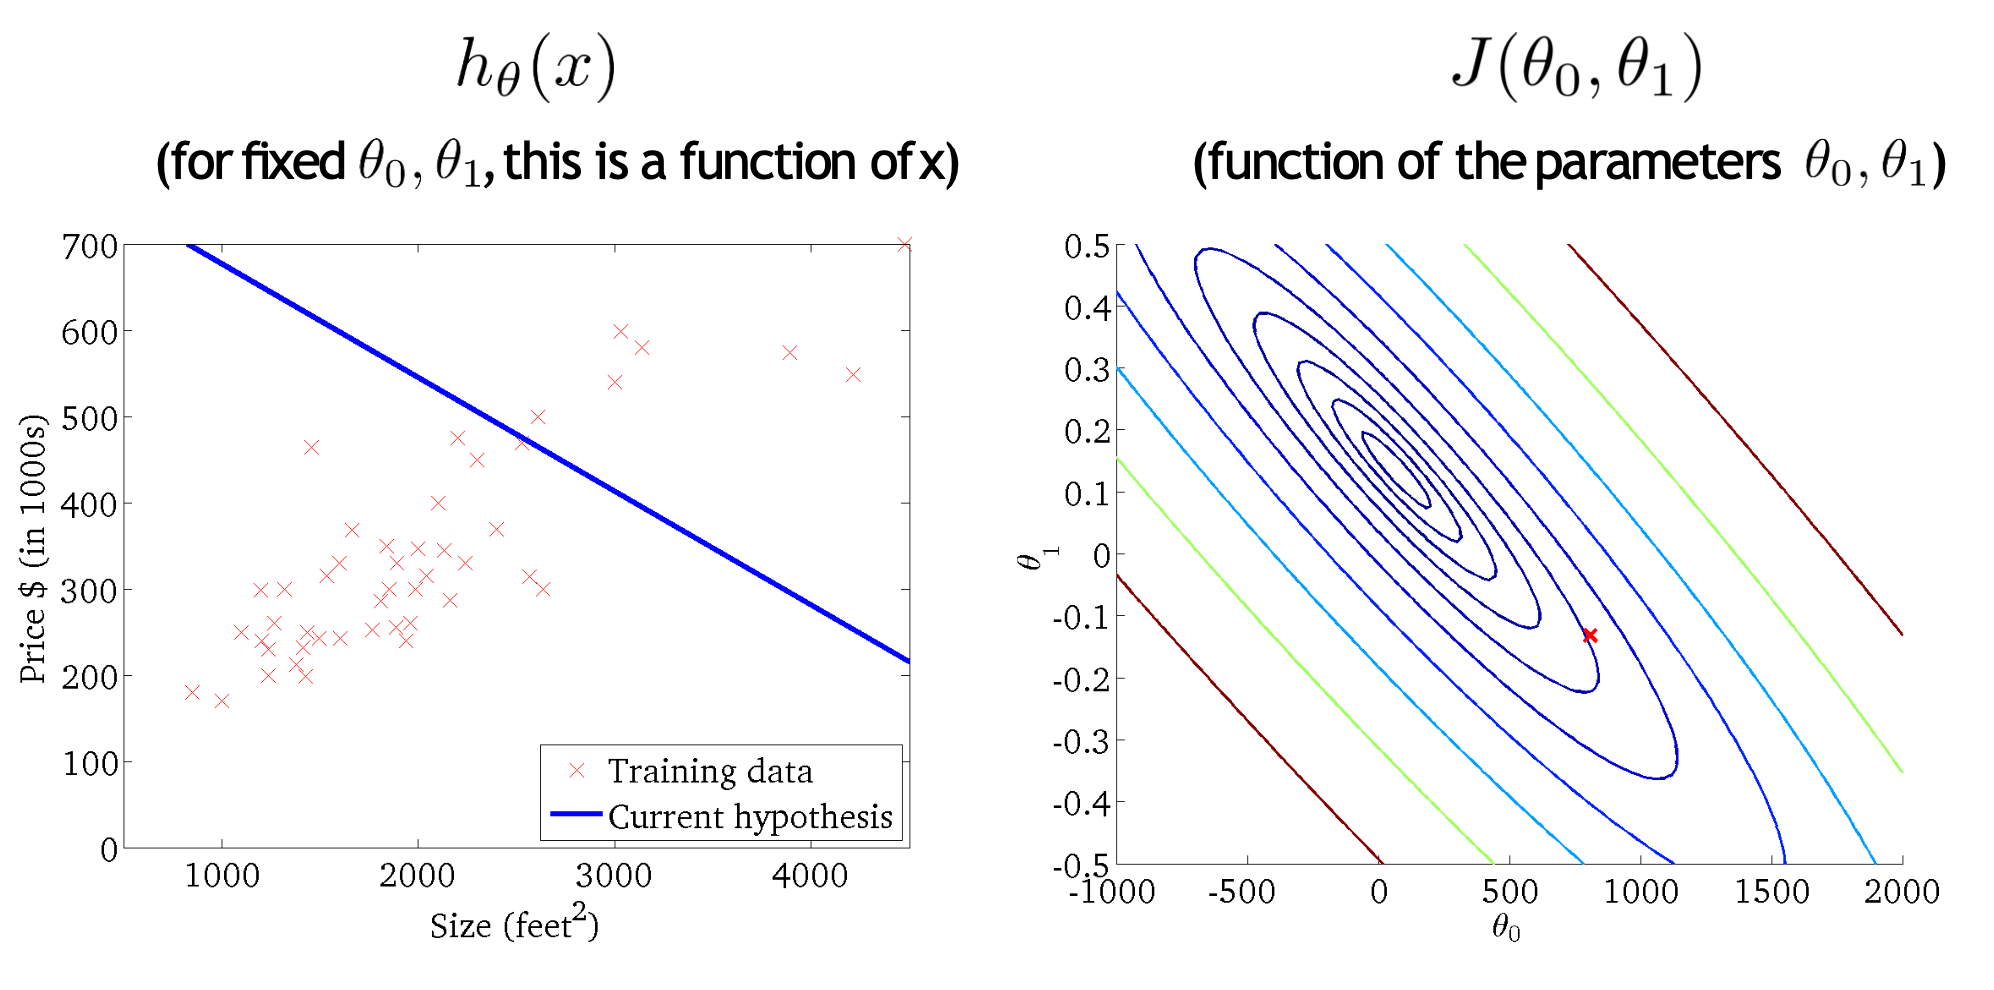 hθ(x)
(for fixed θ0, θ1, this is a function of x)
700
600
500
400
300
200
100
0
Price $ (in 1000s)
1000 2000 3000 4000
Size (feet²)
Training data
Current hypothesis
J(θ0, θ1)
(function of the parameters θ0, θ1)
0.5
0.4
0.3
0.2
0.1
0
-0.1
-0.2
-0.3
-0.4
-0.5
θ1
-1000 -500 0 500 1000 1500 2000
θ0